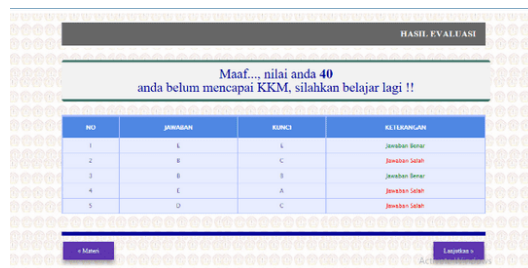 HASIL EVALUASI
Maaf..., nilai anda 40
anda belum mencapai KKM, silahkan belajar lagi !!
NO JAWABAN KUNCI KETERANGAN
1 E E Jawaban Benar
2 B C Jawaban Salah
3 B B Jawaban Benar
4 E A Jawaban Salah
5 D C Jawaban Salah
« Materi Lanjutkan »